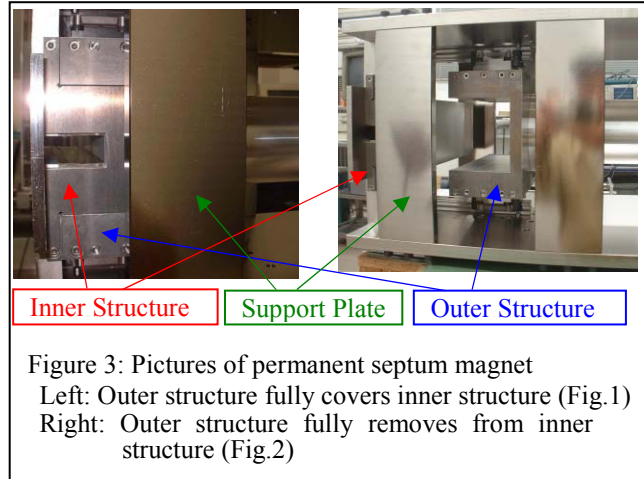 Inner Structure Support Plate Outer Structure
Figure 3: Pictures of permanent septum magnet
Left: Outer structure fully covers inner structure (Fig.1)
Right: Outer structure fully removes from inner
structure (Fig.2)